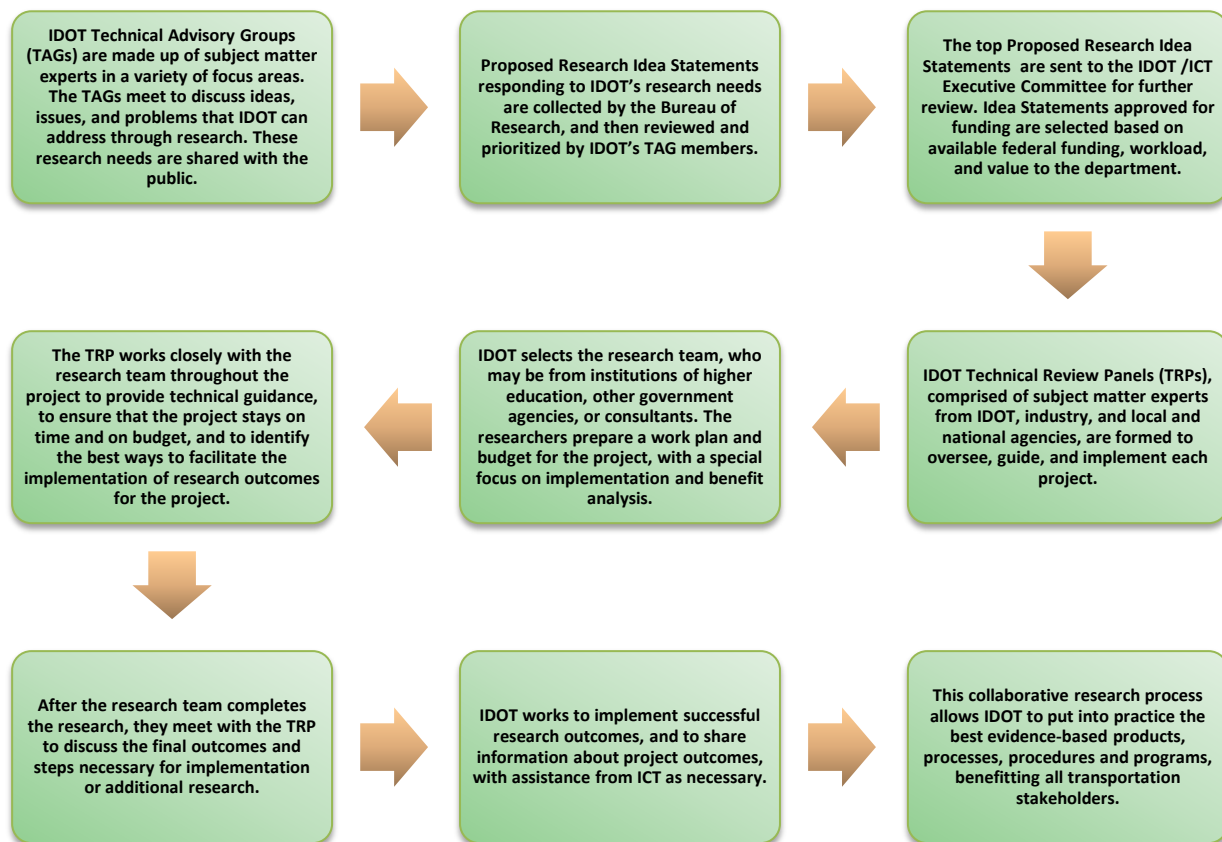 IDOT Technical Advisory Groups
(TAGs) are made up of subject matter
experts in a variety of focus areas.
The TAGs meet to discuss ideas,
issues, and problems that IDOT can
address through research. These
research needs are shared with the
public.
Proposed Research Idea Statements
responding to IDOT’s research needs
are collected by the Bureau of
Research, and then reviewed and
prioritized by IDOT’s TAG members.
The top Proposed Research Idea
Statements are sent to the IDOT /ICT
Executive Committee for further
review. Idea Statements approved for
funding are selected based on
available federal funding, workload,
and value to the department.
IDOT Technical Review Panels (TRPs),
comprised of subject matter experts
from IDOT, industry, and local and
national agencies, are formed to
oversee, guide, and implement each
project.
IDOT selects the research team, who
may be from institutions of higher
education, other government
agencies, or consultants. The
researchers prepare a work plan and
budget for the project, with a special
focus on implementation and benefit
analysis.
The TRP works closely with the
research team throughout the
project to provide technical guidance,
to ensure that the project stays on
time and on budget, and to identify
the best ways to facilitate the
implementation of research outcomes
for the project.
After the research team completes
the research, they meet with the TRP
to discuss the final outcomes and
steps necessary for implementation
or additional research.
IDOT works to implement successful
research outcomes, and to share
information about project outcomes,
with assistance from ICT as necessary.
This collaborative research process
allows IDOT to put into practice the
best evidence-based products,
processes, procedures and programs,
benefitting all transportation
stakeholders.